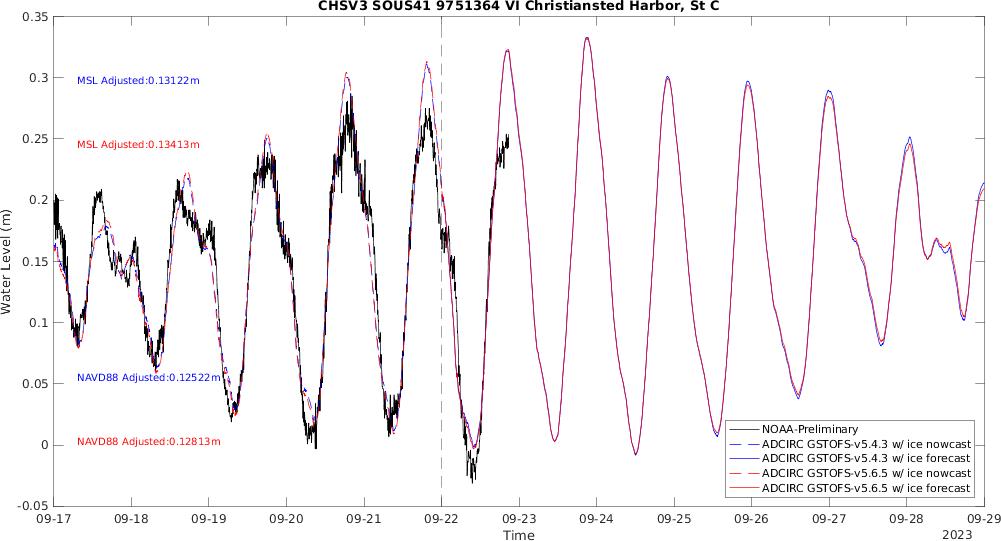 CHSV3 SOUS41 9751364 VI Christiansted Harbor, St C
0.35
0.3
0.25
0.2
0.15
0.1
0.05
0
-0.05
Water Level (m)
MSL Adjusted:0.13122m
MSL Adjusted:0.13413m
NAVD88 Adjusted:0.12522m
NAVD88 Adjusted:0.12813m
NOAA-Preliminary
ADCIRC GSTOFS-v5.4.3 w/ ice nowcast
ADCIRC GSTOFS-v5.4.3 w/ ice forecast
ADCIRC GSTOFS-v5.6.5 w/ ice nowcast
ADCIRC GSTOFS-v5.6.5 w/ ice forecast
09-17 09-18 09-19 09-20 09-21 09-22 09-23 09-24 09-25 09-26 09-27 09-28 09-29
Time
2023